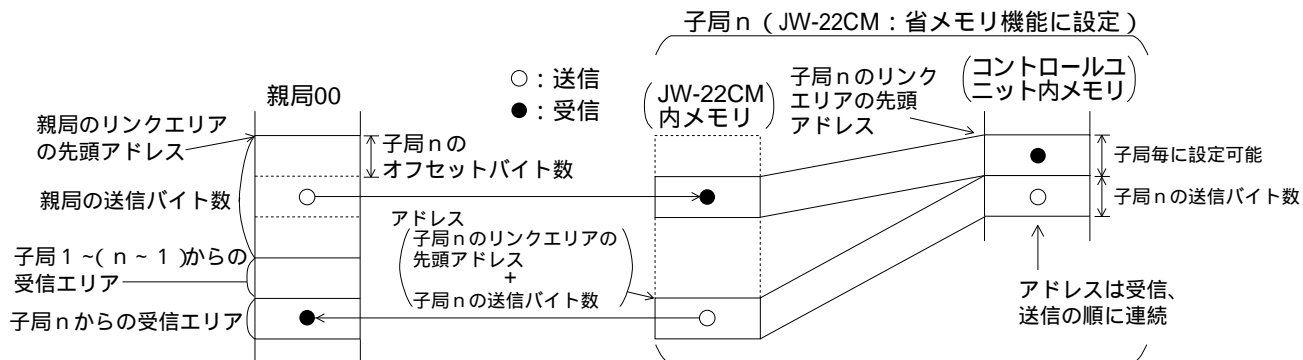 子局n（JW-22CM：省メモリ機能に設定）
○：送信
●：受信
親局00
JW-22CM
内メモリ
子局nのリンク
エリアの先頭
アドレス
コントロールユ
ニット内メモリ
親局のリンクエリア
の先頭アドレス
子局nの
オフセットバイト数
子局毎に設定可能
親局の送信バイト数
子局nの送信バイト数
アドレス
子局nのリンクエリアの
先頭アドレス
+
子局nの送信バイト数
子局1~(n~1)からの
受信エリア
子局nからの受信エリア
アドレスは受信、
送信の順に連続